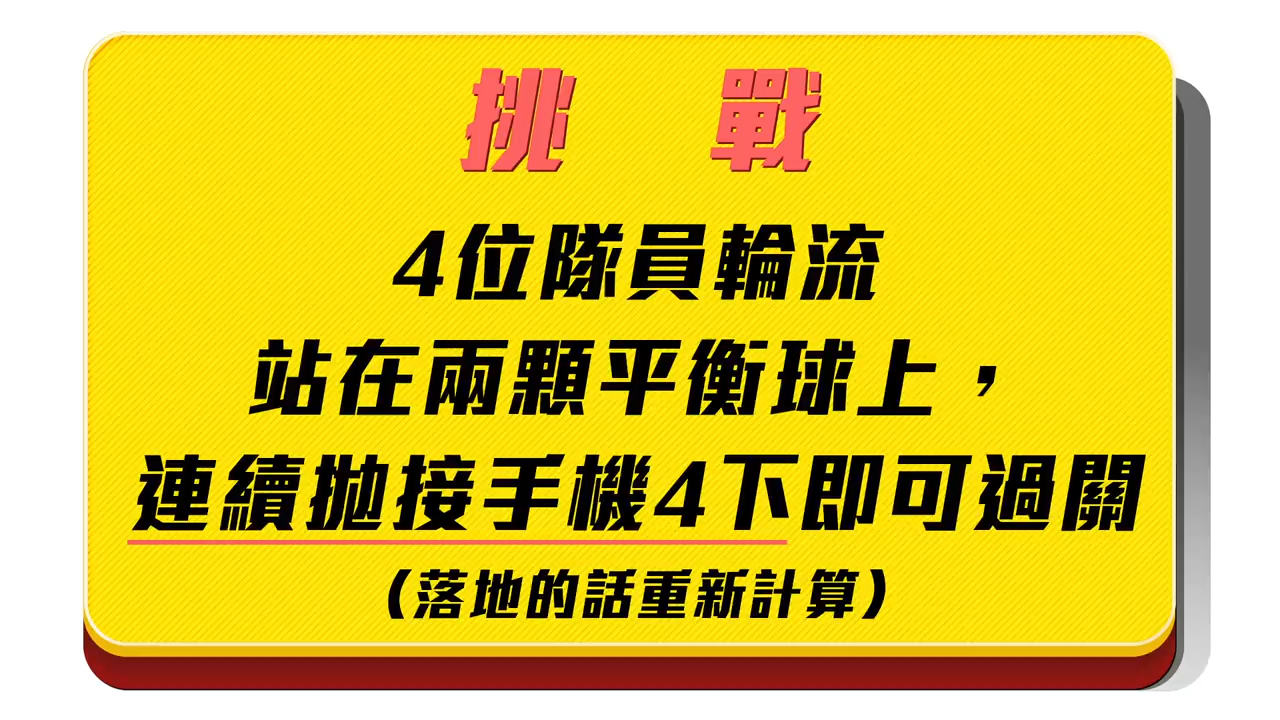 挑戰
4位隊員輪流
站在兩顆平衡球上，
連續拋接手機4下即可過關
（落地的話重新計算）